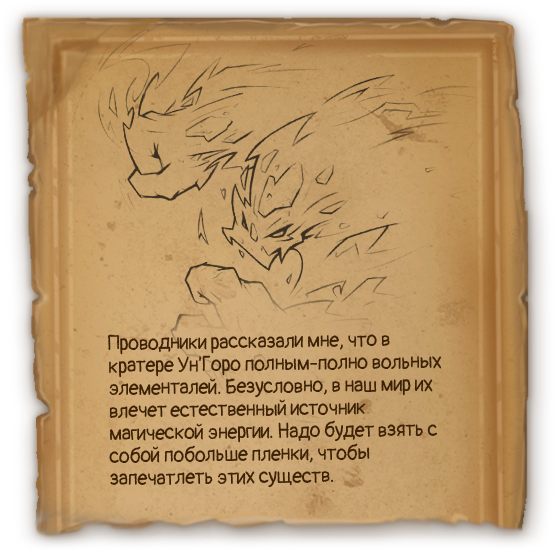 Проводники рассказали мне, что в
кратере Ун'Горо полным-полно вольных
элементалей. Безусловно, в наш мир их
влечет естественный источник
магической энергии. Надо будет взять с
собой побольше пленки, чтобы
запечатлеть этих существ.